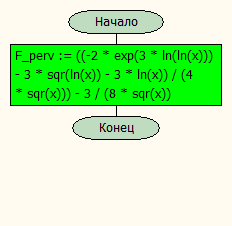 Начало
F_perv := ((-2 * exp(3 * ln(ln(x)))
- 3 * sqr(ln(x)) - 3 * ln(x)) / (4
* sqr(x))) - 3 / (8 * sqr(x))
Конец